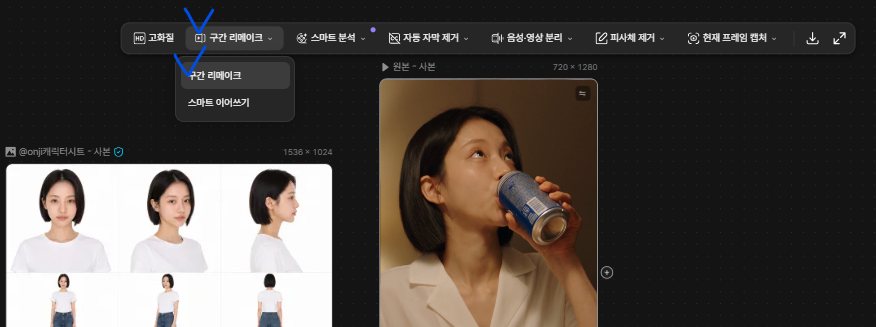 HD 고화질
구간 리메이크
스마트 분석
자동 자막 제거
음성·영상 분리
피사체 제거
현재 프레임 캡처
구간 리메이크
스마트 이어쓰기
원본 - 사본
720 × 1280
@onji캐릭터시트 - 사본
1536 × 1024